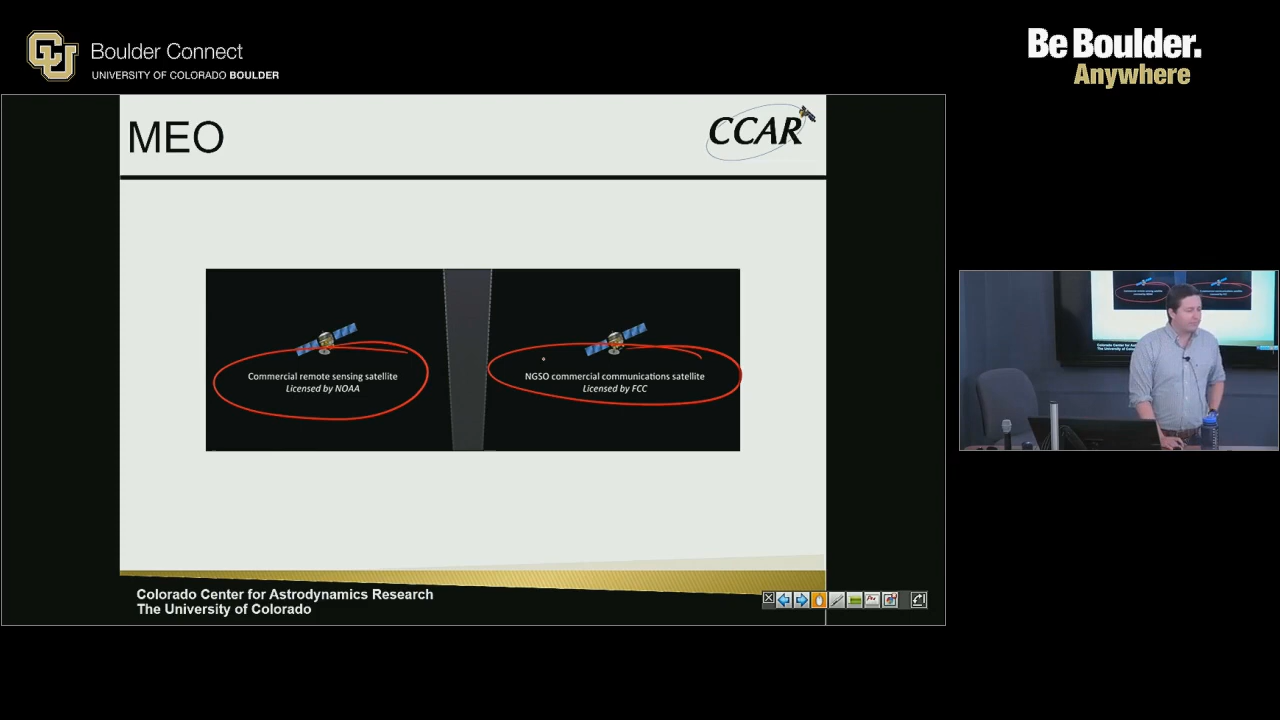 Boulder Connect
UNIVERSITY OF COLORADO BOULDER
Be Boulder.
Anywhere
MEO
CCAR
Commercial remote sensing satellite
Licensed by NOAA
NGSO commercial communications satellite
Licensed by FCC
Colorado Center for Astrodynamics Research
The University of Colorado